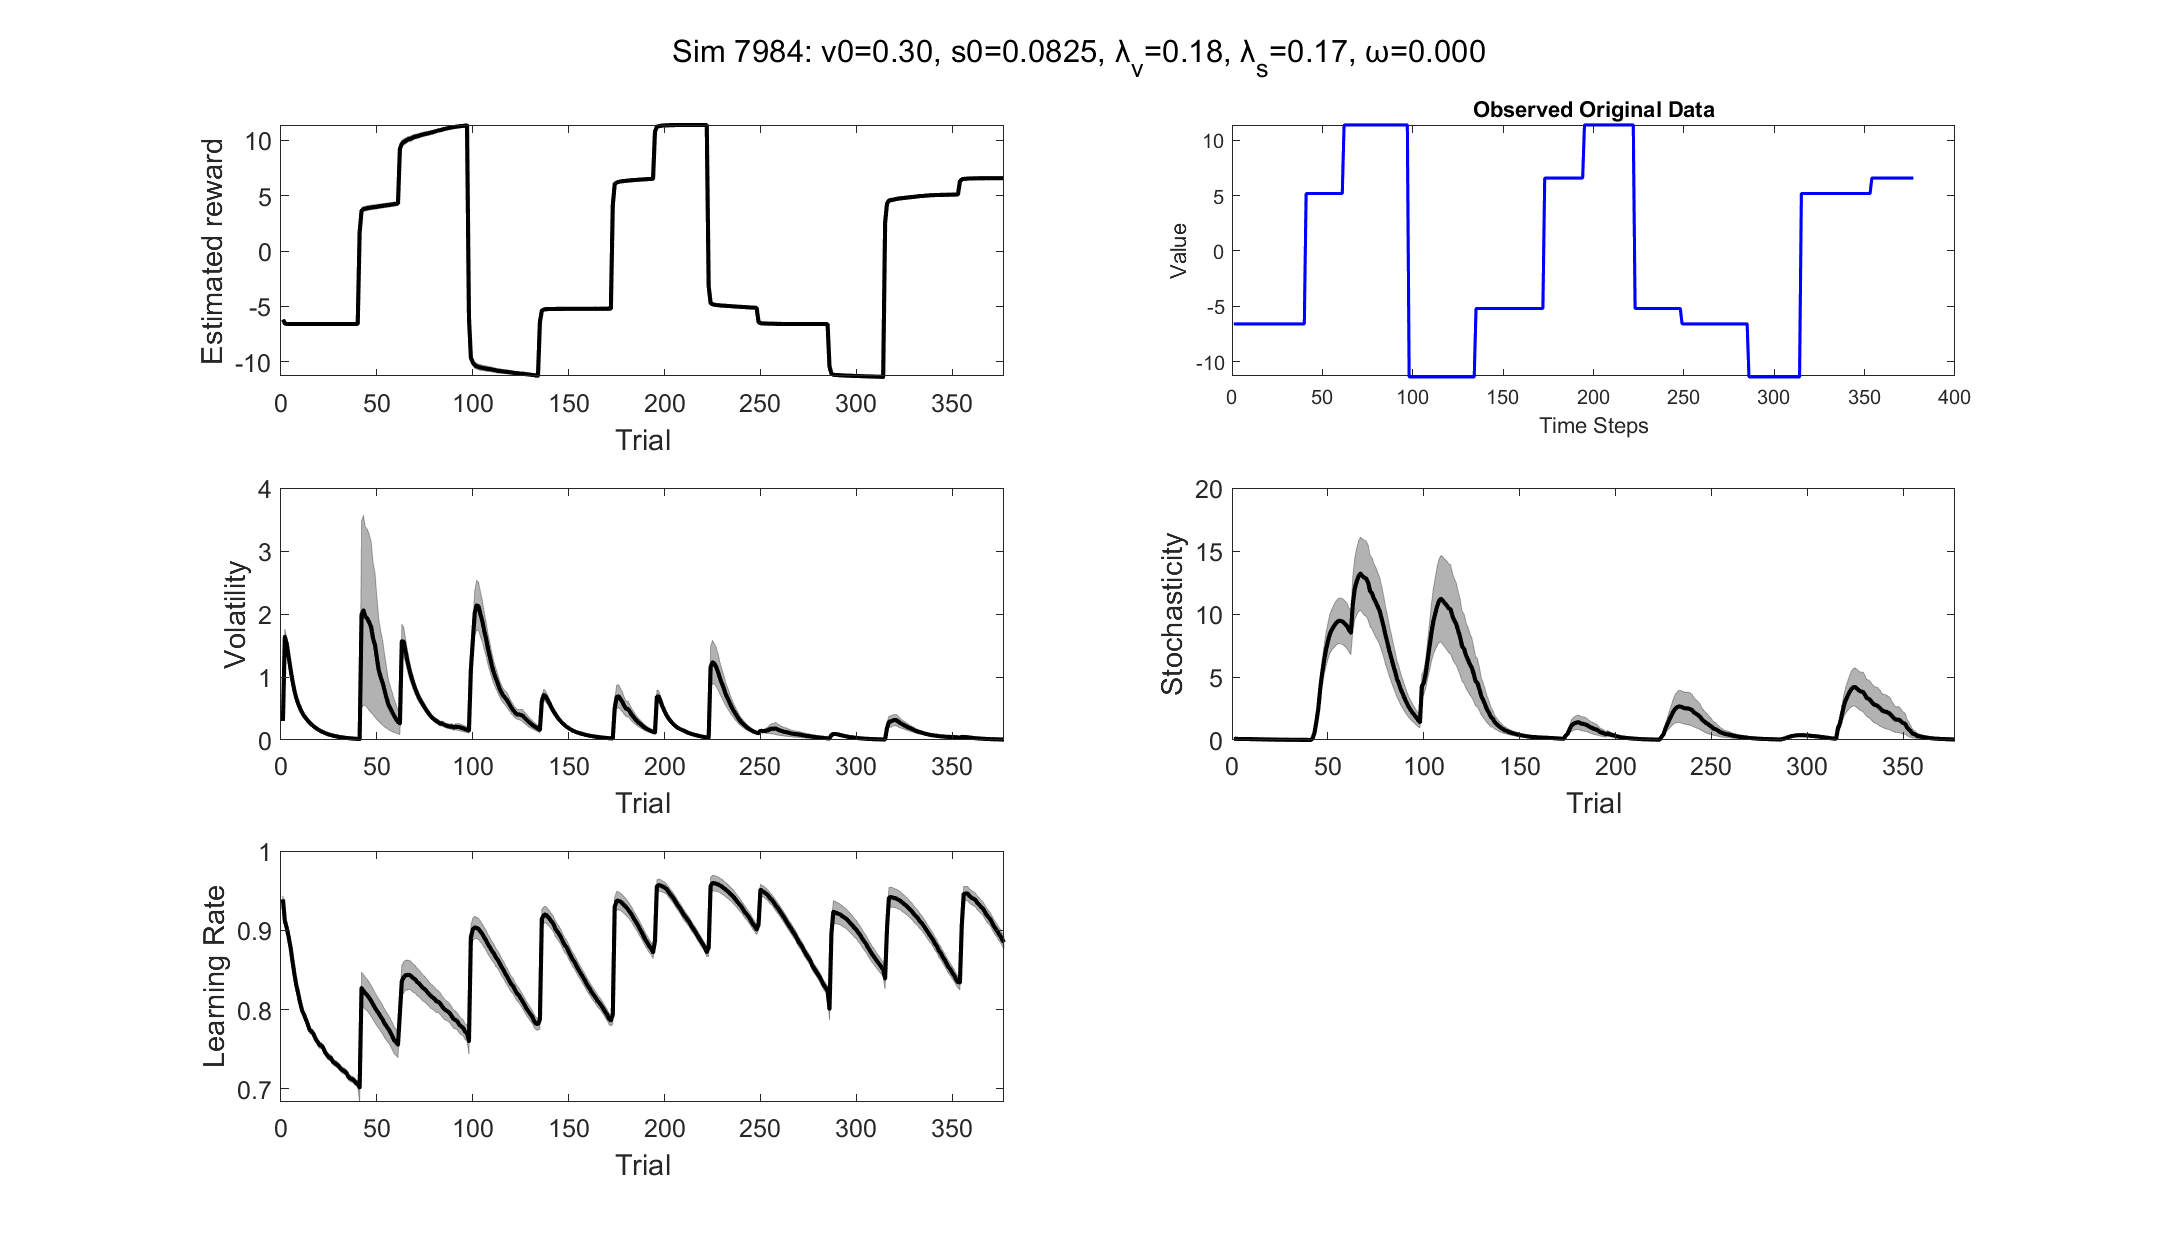 Sim 7984: v0=0.30, s0=0.0825, λv=0.18, λs=0.17, ω=0.000
Estimated reward
10
5
0
-5
-10
0 50 100 150 200 250 300 350
Trial
Observed Original Data
Value
10
5
0
-5
-10
0 50 100 150 200 250 300 350 400
Time Steps
Volatility
4
3
2
1
0
0 50 100 150 200 250 300 350
Trial
Stochasticity
20
15
10
5
0
0 50 100 150 200 250 300 350
Trial
Learning Rate
1
0.9
0.8
0.7
0 50 100 150 200 250 300 350
Trial